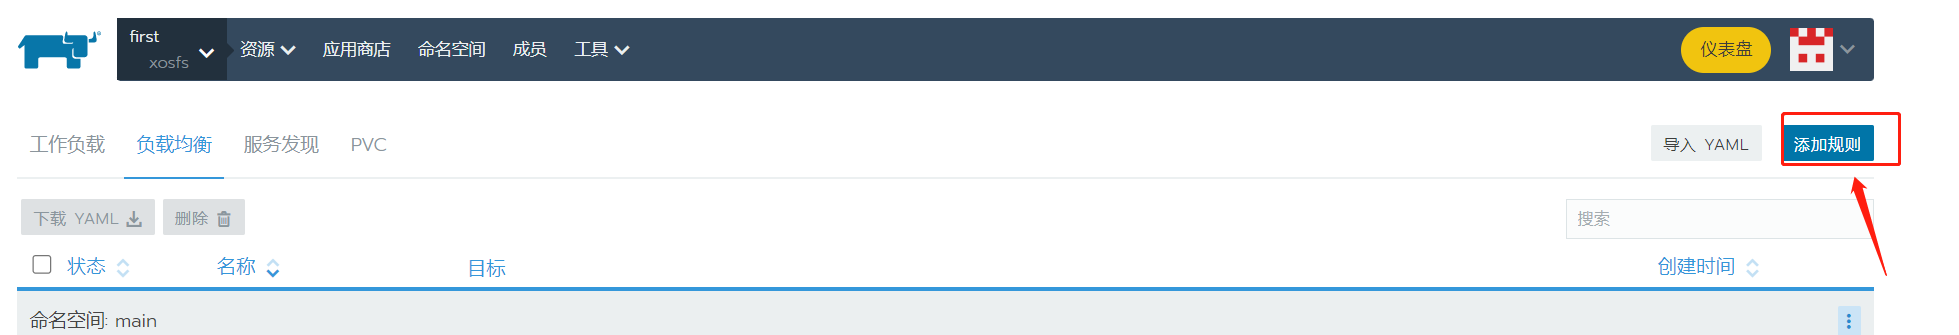 first
xosfs
资源 应用商店 命名空间 成员 工具 仪表盘
工作负载 负载均衡 服务发现 PVC 导入 YAML 添加规则
下载 YAML 删除 搜索
状态 名称 目标 创建时间
命名空间: main